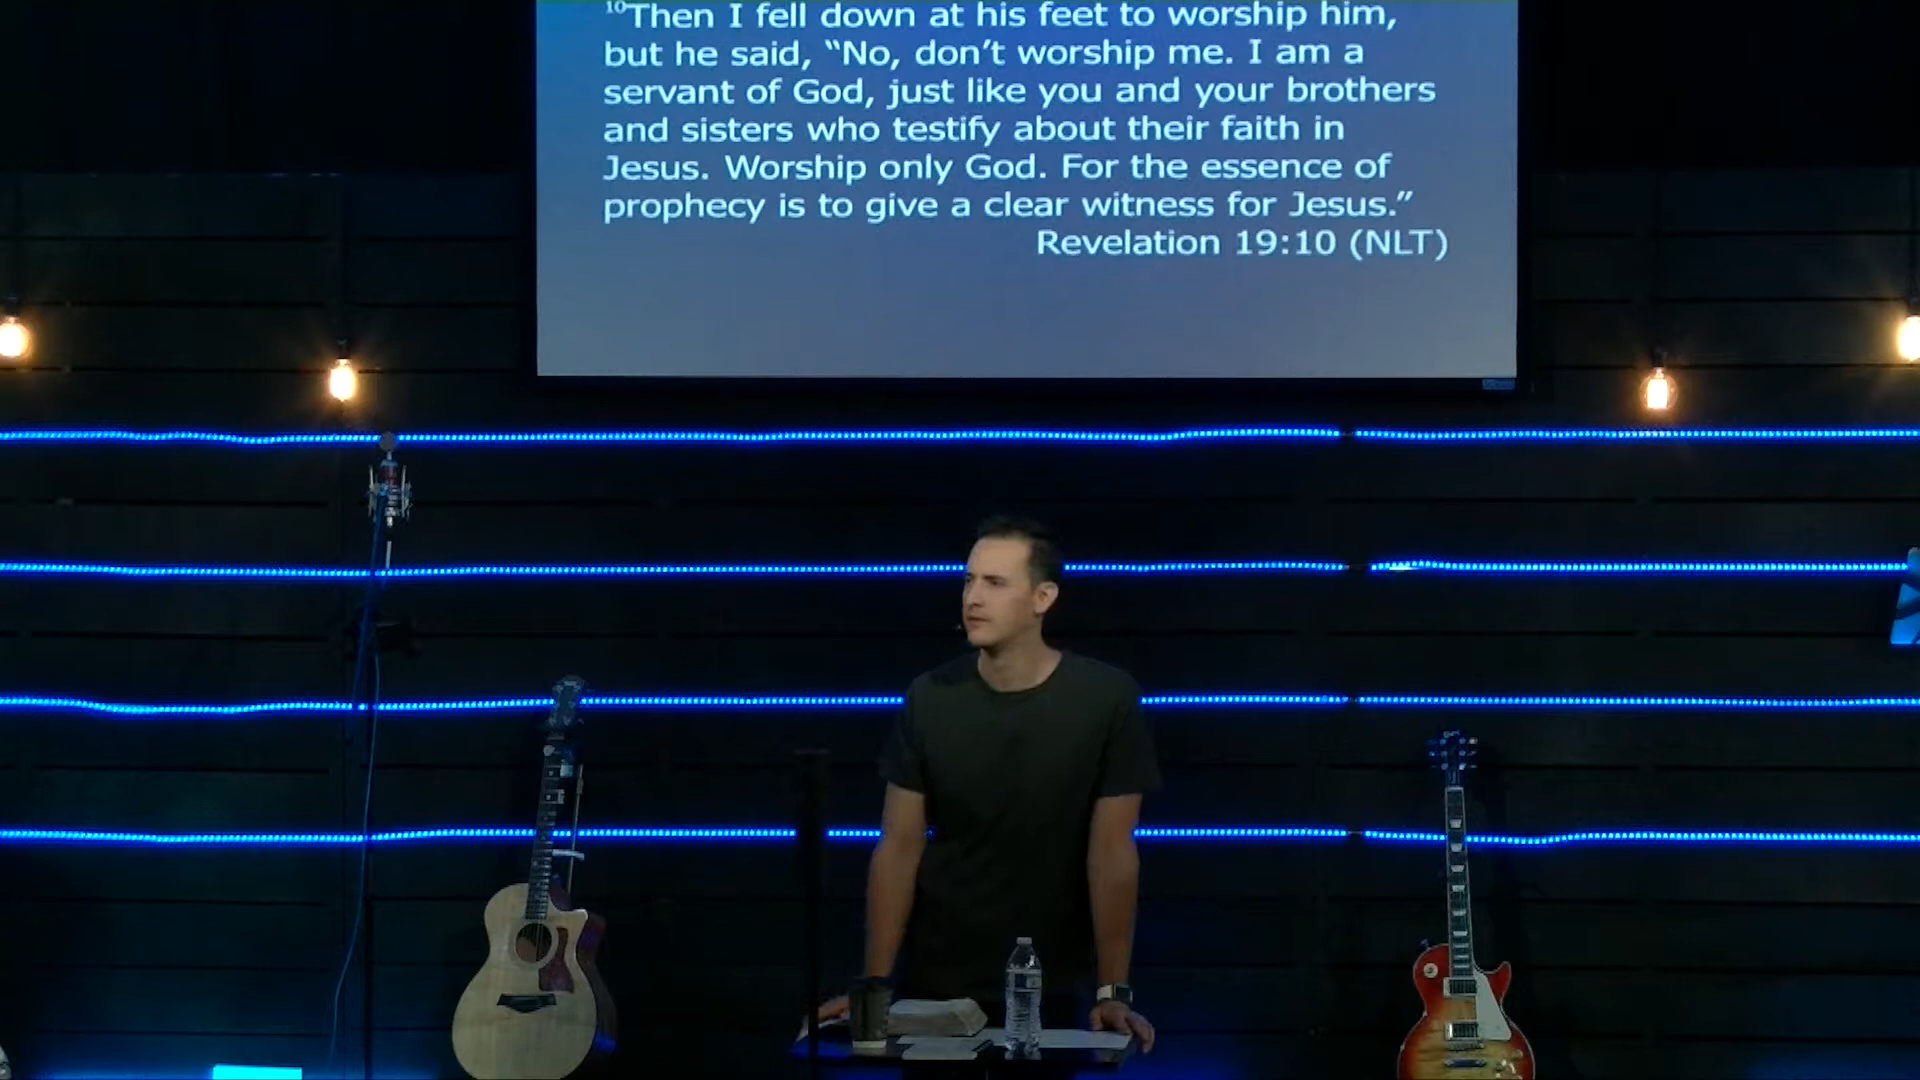 ¹⁰Then I fell down at his feet to worship him,
but he said, “No, don’t worship me. I am a
servant of God, just like you and your brothers
and sisters who testify about their faith in
Jesus. Worship only God. For the essence of
prophecy is to give a clear witness for Jesus.”
Revelation 19:10 (NLT)